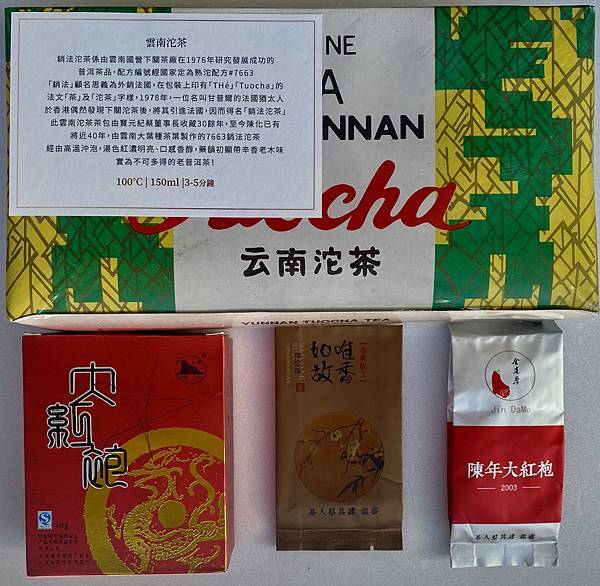 雲南沱茶
銷法沱茶係由雲南國營下關茶廠在1976年研究發展成功的
普洱茶品,配方編號經國家定為熟沱配方#7663
「銷法」顧名思義為外銷法國,在包裝上印有「THé」「Tuocha」的
法文「茶」及「沱茶」字樣,1978年,一位名叫甘普爾的法國猶太人
於香港偶然發現下關沱茶後,將其引進法國,因而得名「銷法沱茶」
此雲南沱茶茶包由寶元紀蔡董事長收藏30餘年,至今陳化已有
將近40年,由雲南大葉種茶葉製作的7663銷法沱茶
經由高溫沖泡,湯色紅濃明亮、口感香醇,藥韻初顯帶辛香老木味
實為不可多得的老普洱茶!
100°C | 150ml |3-5分鐘
NE
A
NNAN
Tuocha
云南沱茶
YUNNAN TUOCHA TEA
大紅袍
60g
唯香
如故
茶人蔡其建 監審
金達摩
Jin DaMo
陳年大紅袍
2003
茶人蔡其建 監審